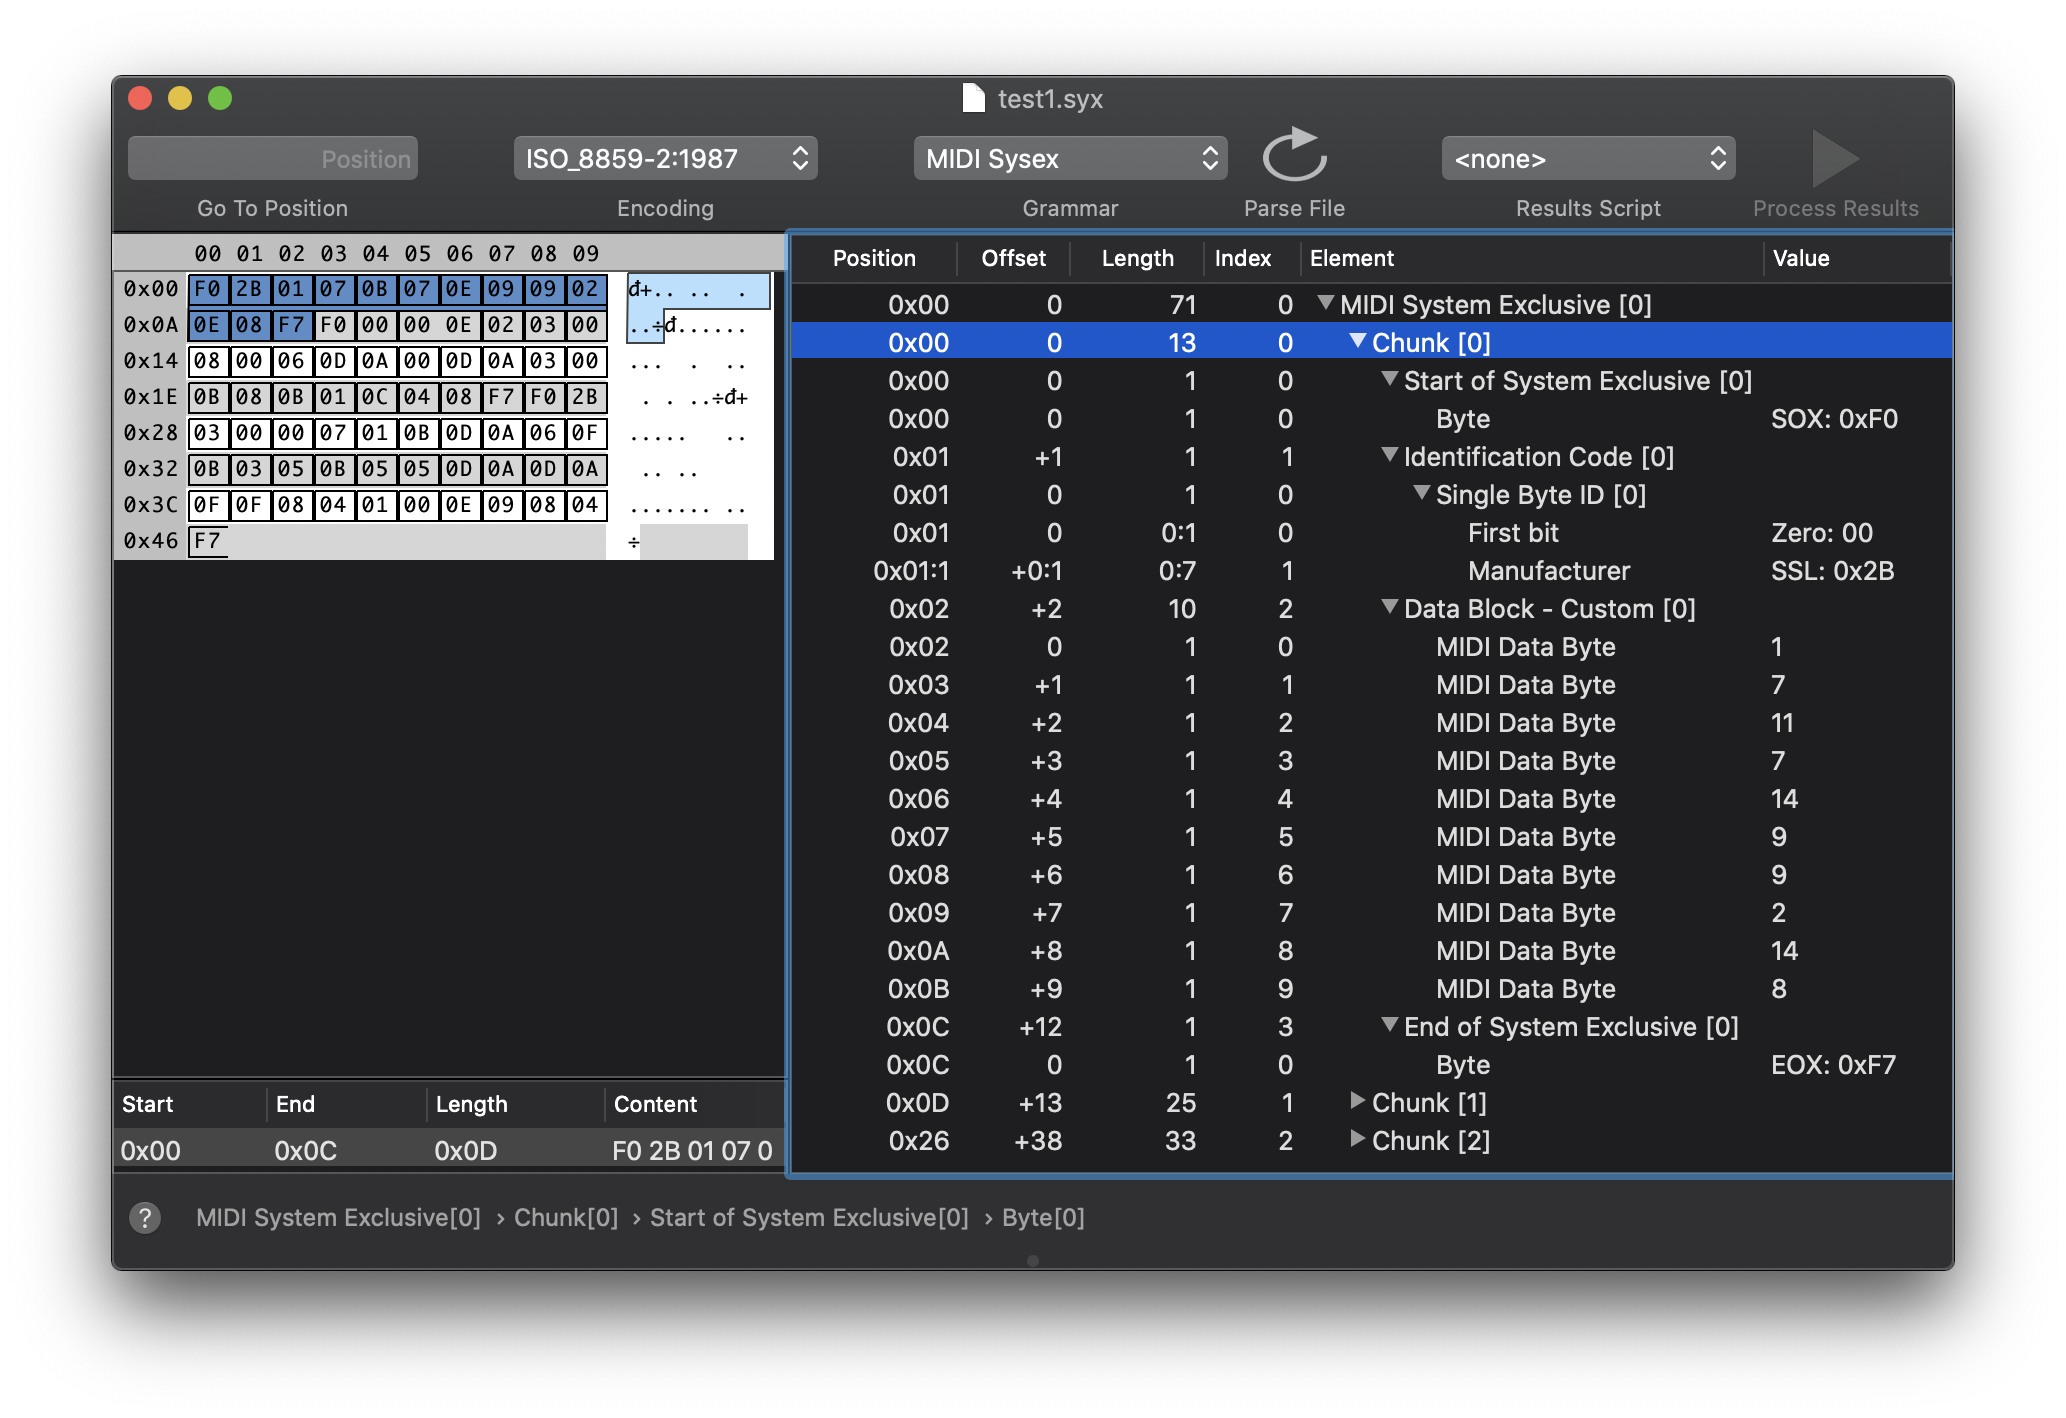 test1.syx
Position ISO_8859-2:1987 MIDI Sysex <none>
Go To Position Encoding Grammar Parse File Results Script Process Results
00 01 02 03 04 05 06 07 08 09
0x00 F0 2B 01 07 0B 07 0E 09 09 02 đ+.. .. .
0x0A 0E 08 F7 F0 00 00 0E 02 03 00 ..÷đ......
0x14 08 00 06 0D 0A 00 0D 0A 03 00 ... . ..
0x1E 0B 08 0B 01 0C 04 08 F7 F0 2B . . ..÷đ+
0x28 03 00 00 07 01 0B 0D 0A 06 0F ..... ..
0x32 0B 03 05 0B 05 05 0D 0A 0D 0A .. ..
0x3C 0F 0F 08 04 01 00 0E 09 08 04 ....... ..
0x46 F7 ÷
Start End Length Content
0x00 0x0C 0x0D F0 2B 01 07 0
Position Offset Length Index Element Value
0x00 0 71 0 MIDI System Exclusive [0]
0x00 0 13 0 Chunk [0]
0x00 0 1 0 Start of System Exclusive [0]
0x00 0 1 0 Byte SOX: 0xF0
0x01 +1 1 1 Identification Code [0]
0x01 0 1 0 Single Byte ID [0]
0x01 0 0:1 0 First bit Zero: 00
0x01:1 +0:1 0:7 1 Manufacturer SSL: 0x2B
0x02 +2 10 2 Data Block - Custom [0]
0x02 0 1 0 MIDI Data Byte 1
0x03 +1 1 1 MIDI Data Byte 7
0x04 +2 1 2 MIDI Data Byte 11
0x05 +3 1 3 MIDI Data Byte 7
0x06 +4 1 4 MIDI Data Byte 14
0x07 +5 1 5 MIDI Data Byte 9
0x08 +6 1 6 MIDI Data Byte 9
0x09 +7 1 7 MIDI Data Byte 2
0x0A +8 1 8 MIDI Data Byte 14
0x0B +9 1 9 MIDI Data Byte 8
0x0C +12 1 3 End of System Exclusive [0]
0x0C 0 1 0 Byte EOX: 0xF7
0x0D +13 25 1 Chunk [1]
0x26 +38 33 2 Chunk [2]
? MIDI System Exclusive[0] › Chunk[0] › Start of System Exclusive[0] › Byte[0]